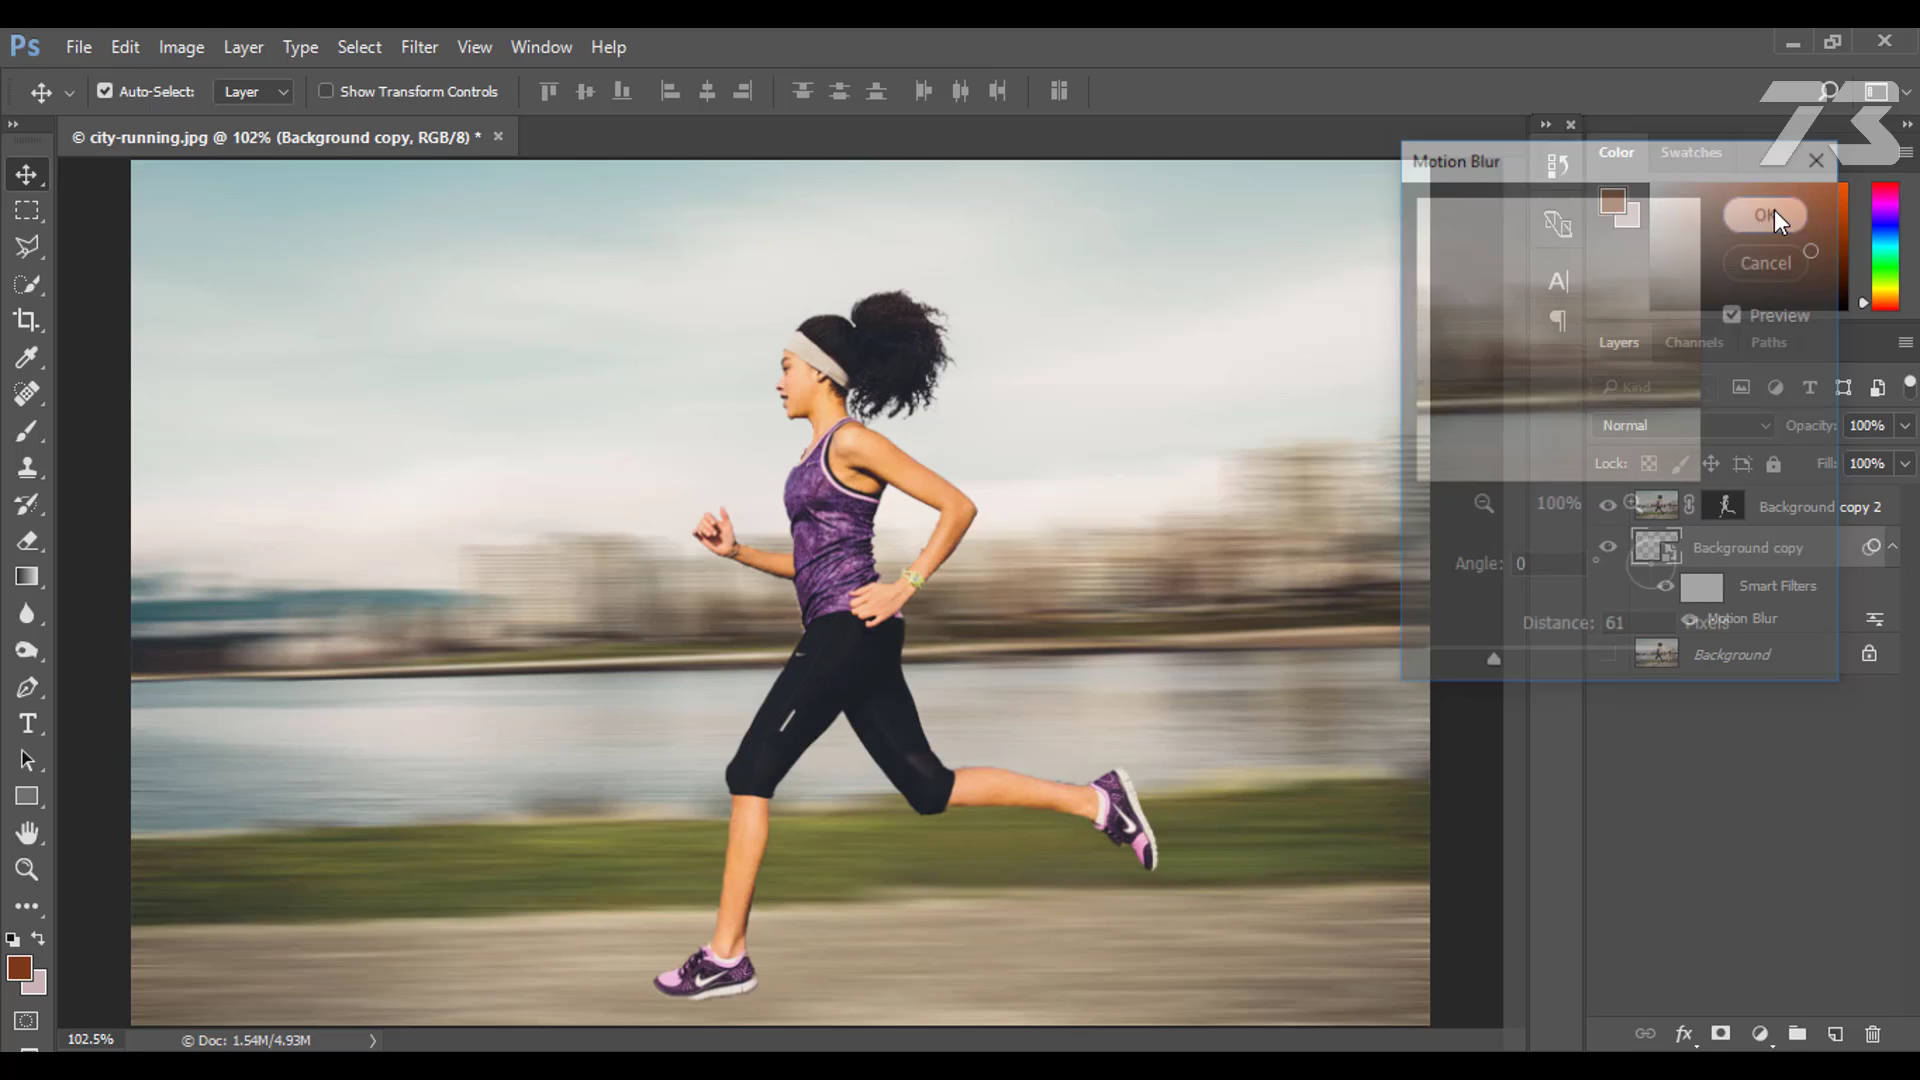 Ps File Edit Image Layer Type Select Filter View Window Help
Auto-Select: Layer Show Transform Controls
© city-running.jpg @ 102% (Background copy, RGB/8) *
Motion Blur
Color Swatches
OK
Cancel
Preview
Layers Channels Paths
Kind
Normal Opacity: 100%
Lock: Fill: 100%
100%
Background copy 2
Background copy
Angle: 0 °
Smart Filters
Distance: 61 Pixels
Motion Blur
Background
102.5% © Doc: 1.54M/4.93M